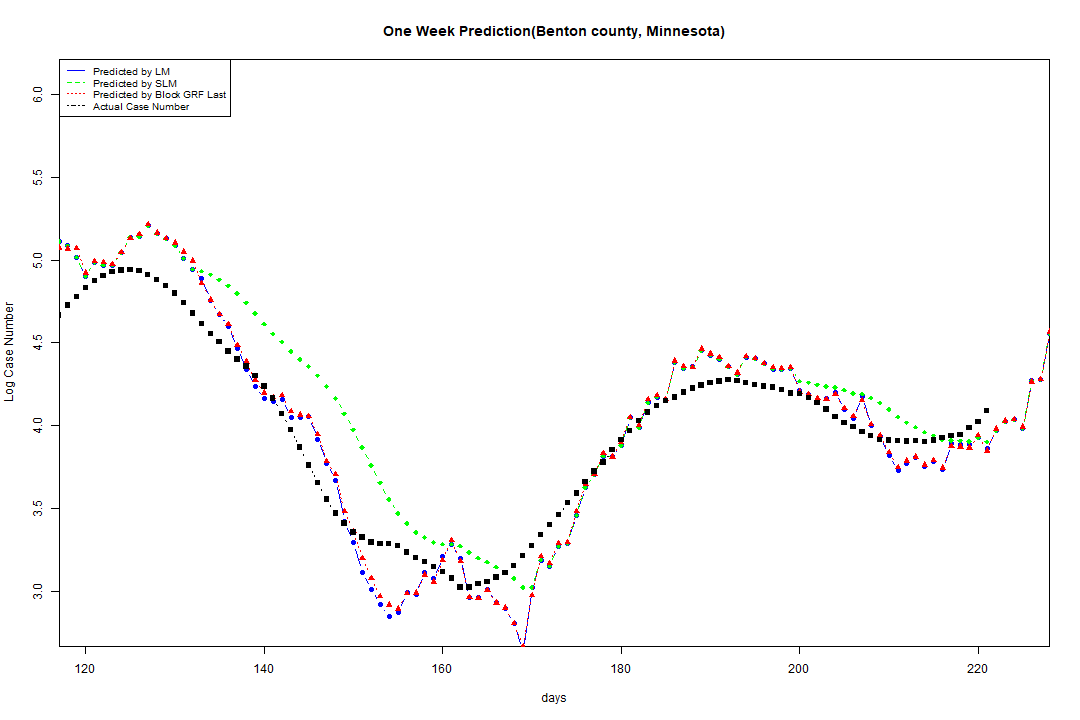 One Week Prediction(Benton county, Minnesota)
Predicted by LM
Predicted by SLM
Predicted by Block GRF Last
Actual Case Number
6.0
5.5
5.0
4.5
4.0
3.5
3.0
Log Case Number
120 140 160 180 200 220
days